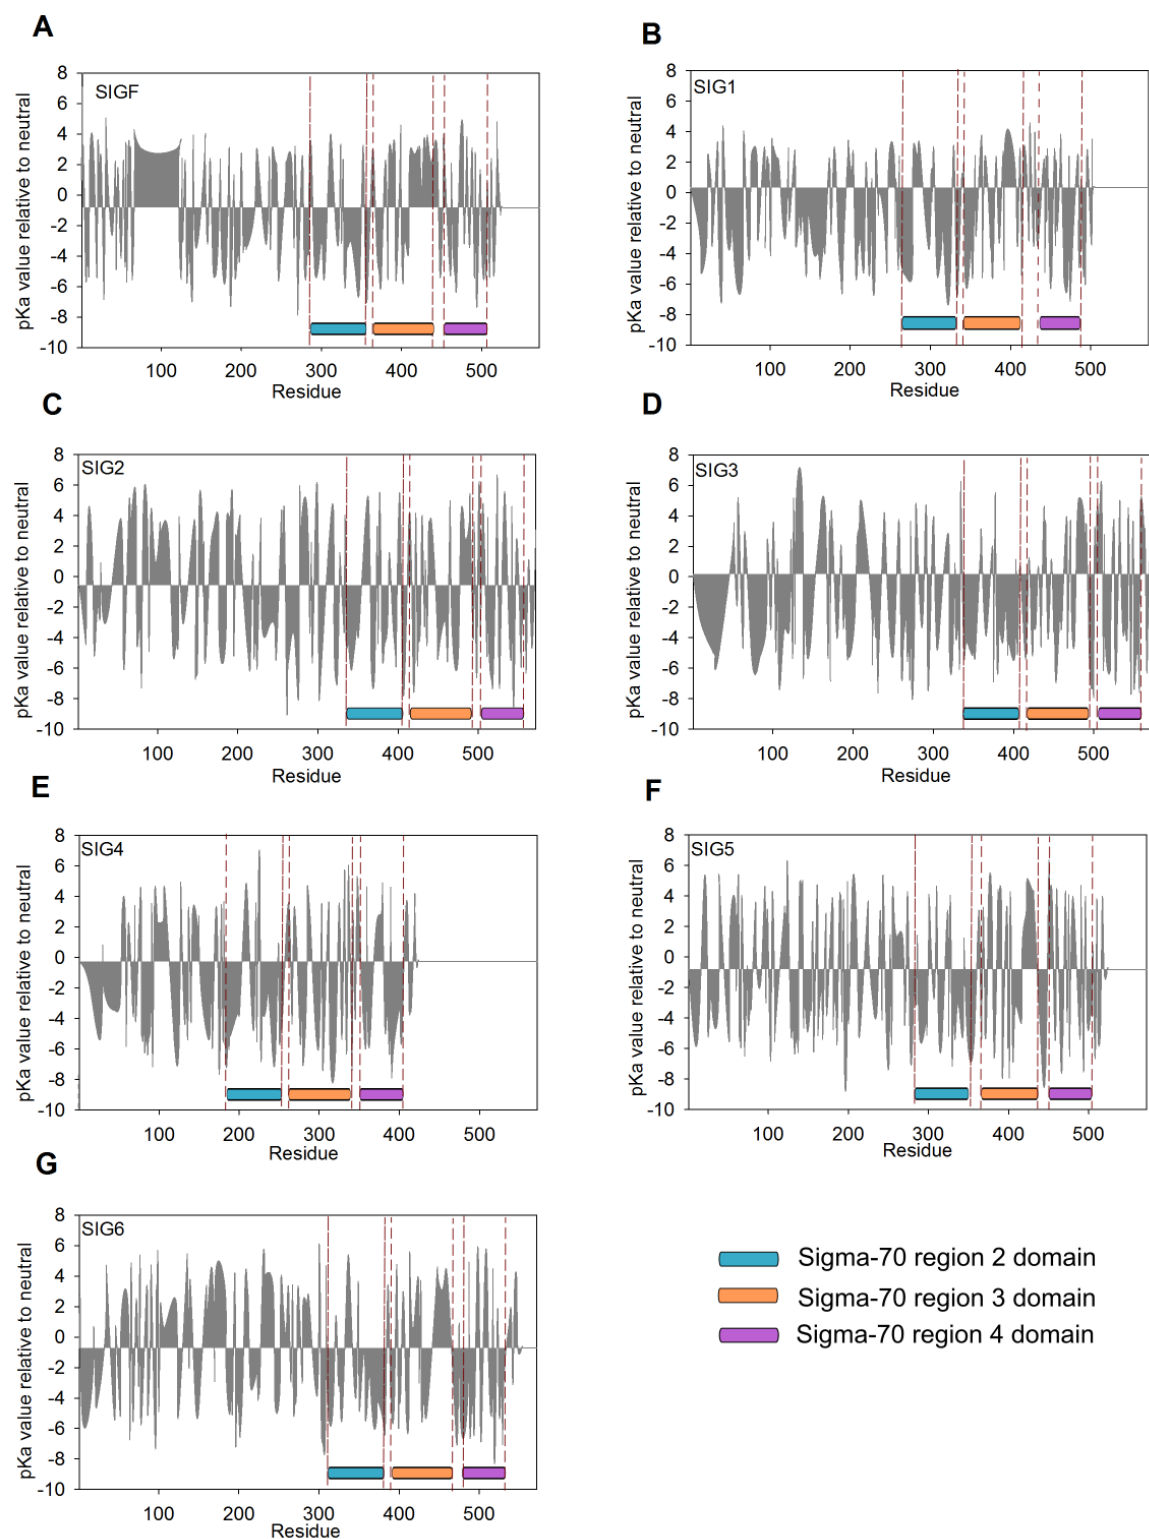 A
SIGF
pKa value relative to neutral
8
6
4
2
0
-2
-4
-6
-8
-10
100 200 300 400 500
Residue
B
SIG1
pKa value relative to neutral
8
6
4
2
0
-2
-4
-6
-8
-10
100 200 300 400 500
Residue
C
SIG2
pKa value relative to neutral
8
6
4
2
0
-2
-4
-6
-8
-10
100 200 300 400 500
Residue
D
SIG3
pKa value relative to neutral
8
6
4
2
0
-2
-4
-6
-8
-10
100 200 300 400 500
Residue
E
SIG4
pKa value relative to neutral
8
6
4
2
0
-2
-4
-6
-8
-10
100 200 300 400 500
Residue
F
SIG5
pKa value relative to neutral
8
6
4
2
0
-2
-4
-6
-8
-10
100 200 300 400 500
Residue
G
SIG6
pKa value relative to neutral
8
6
4
2
0
-2
-4
-6
-8
-10
100 200 300 400 500
Residue
Sigma-70 region 2 domain
Sigma-70 region 3 domain
Sigma-70 region 4 domain